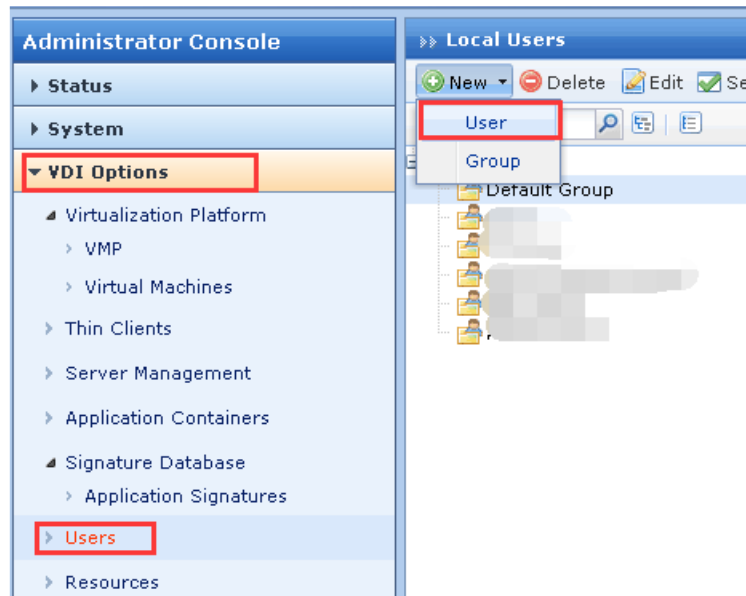 Administrator Console
Status
System
VDI Options
Virtualization Platform
VMP
Virtual Machines
Thin Clients
Server Management
Application Containers
Signature Database
Application Signatures
Users
Resources
Local Users
New Delete Edit Se
User
Group
Default Group